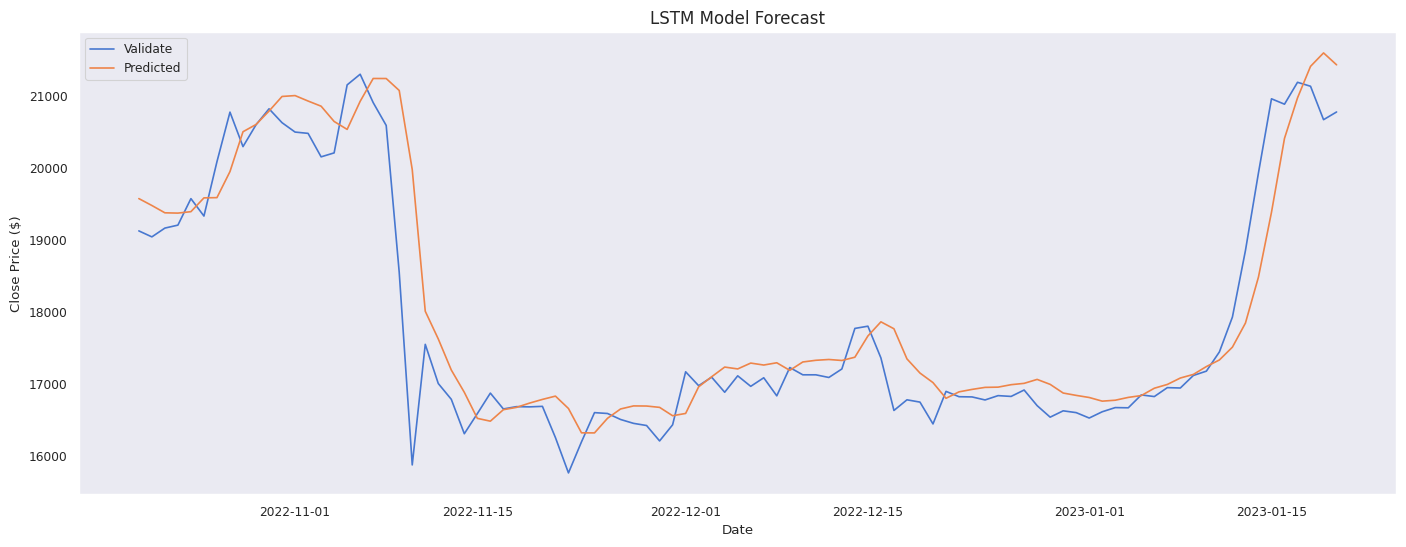 LSTM Model Forecast
Validate
Predicted
21000
20000
19000
18000
17000
16000
Close Price ($)
2022-11-01
2022-11-15
2022-12-01
2022-12-15
2023-01-01
2023-01-15
Date